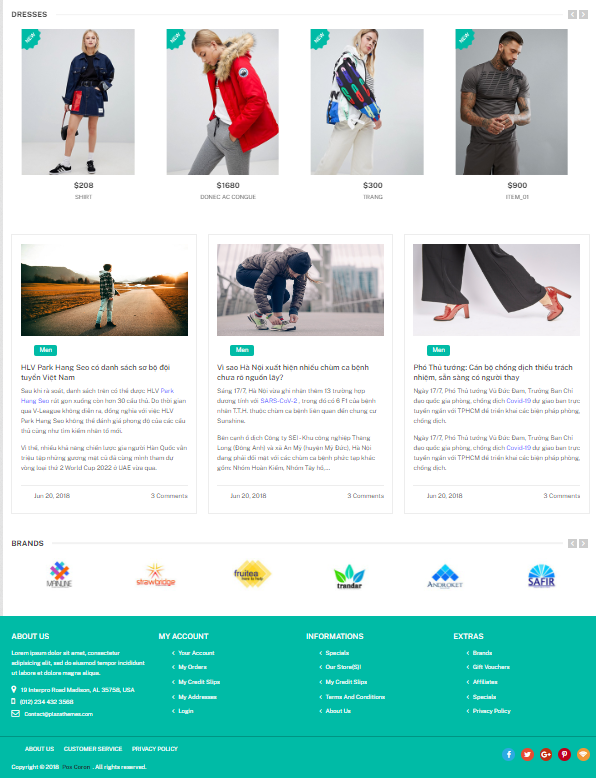 DRESSES
NEW
NEW
NEW
NEW
$208
SHIRT
$1680
DONEC AC CONGUE
$300
TRANG
$900
ITEM_01
Men
HLV Park Hang Seo có danh sách sơ bộ đội
tuyển Việt Nam
Sau khi rà soát, danh sách trên có thể được HLV Park
Hang Seo rút gọn xuống còn hơn 30 cầu thủ. Do thời gian
qua V-League không diễn ra, đồng nghĩa với việc HLV
Park Hang Seo không thể đánh giá phong độ của các cầu
thủ cũng như tìm kiếm nhân tố mới.
Vì thế, nhiều khả năng chiến lược gia người Hàn Quốc vẫn
triệu tập những gương mặt cũ đã cùng mình tham dự
vòng loại thứ 2 World Cup 2022 ở UAE vừa qua.
Jun 20, 2018
3 Comments
Men
Vì sao Hà Nội xuất hiện nhiều chùm ca bệnh
chưa rõ nguồn lây?
Sáng 17/7, Hà Nội vừa ghi nhận thêm 13 trường hợp
dương tính với SARS-CoV-2 , trong đó có 6 F1 của bệnh
nhân T.T.H. thuộc chùm ca bệnh liên quan đến chung cư
Sunshine.
Bên cạnh ổ dịch Công ty SEI - Khu công nghiệp Thăng
Long (Đông Anh) và xã An Mỹ (huyện Mỹ Đức), Hà Nội
đang phải đối mặt với các chùm ca bệnh phức tạp khác
gồm: Nhóm Hoàn Kiếm, Nhóm Tây hồ,...
Jun 20, 2018
3 Comments
Men
Phó Thủ tướng: Cán bộ chống dịch thiếu trách
nhiệm, sẵn sàng có người thay
Ngày 17/7, Phó Thủ tướng Vũ Đức Đam, Trưởng Ban Chỉ
đạo quốc gia phòng, chống dịch Covid-19 dự giao ban trực
tuyến ngắn với TPHCM để triển khai các biện pháp phòng,
chống dịch.
Ngày 17/7, Phó Thủ tướng Vũ Đức Đam, Trưởng Ban Chỉ
đạo quốc gia phòng, chống dịch Covid-19 dự giao ban trực
tuyến ngắn với TPHCM để triển khai các biện pháp phòng,
chống dịch.
Jun 20, 2018
3 Comments
BRANDS
MAINLINE
strawbridge
fruitea
trandar
ANDROKET
SAFIR
ABOUT US
Lorem ipsum dolor sit amet, consectetur
adipisicing elit, sed do eiusmod tempor incididunt
ut labore et dolore magna aliqua.
19 Interpro Road Madison, AL 35758, USA
(012) 234 432 3568
Contact@plazathemes.com
MY ACCOUNT
Your Account
My Orders
My Credit Slips
My Addresses
Login
INFORMATIONS
Specials
Our Store(S)!
My Credit Slips
Terms And Conditions
About Us
EXTRAS
Brands
Gift Vouchers
Affiliates
Specials
Privacy Policy
ABOUT US
CUSTOMER SERVICE
PRIVACY POLICY
Copyright © 2018 Pos Coron . All rights reserved.